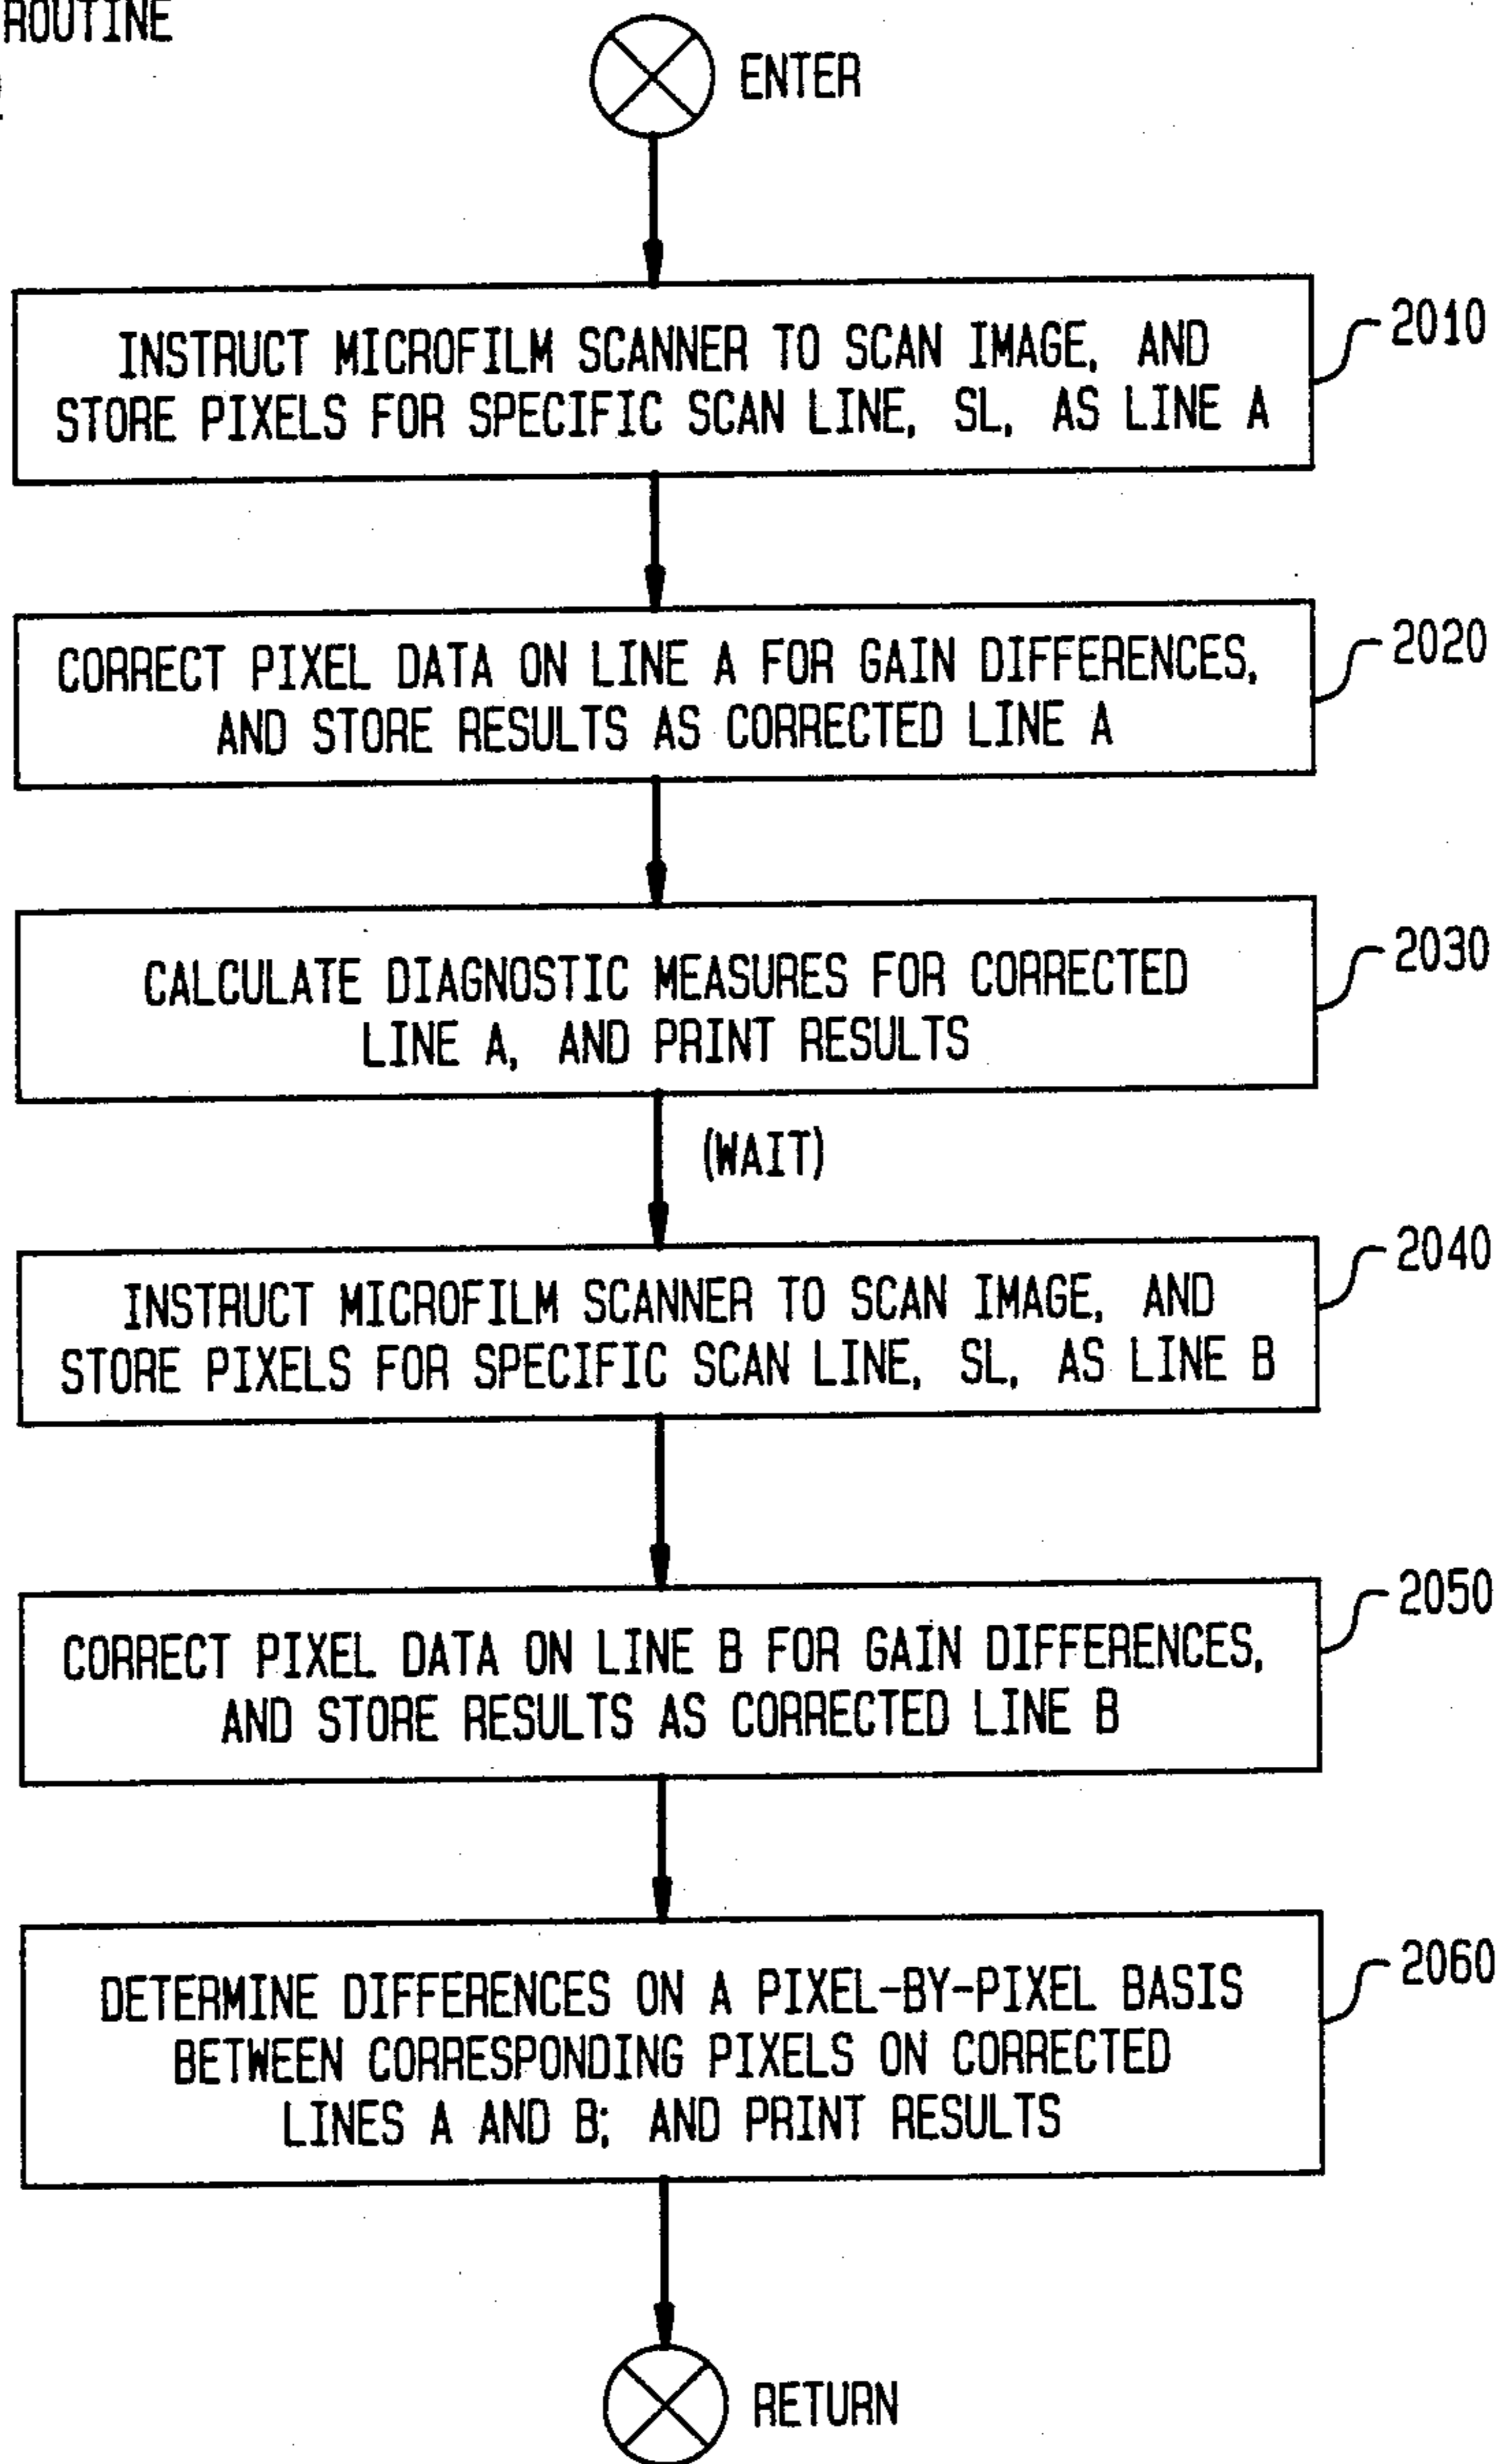 ROUTINE
ENTER
INSTRUCT MICROFILM SCANNER TO SCAN IMAGE, AND
STORE PIXELS FOR SPECIFIC SCAN LINE, SL, AS LINE A
2010
CORRECT PIXEL DATA ON LINE A FOR GAIN DIFFERENCES,
AND STORE RESULTS AS CORRECTED LINE A
2020
CALCULATE DIAGNOSTIC MEASURES FOR CORRECTED
LINE A, AND PRINT RESULTS
2030
(WAIT)
INSTRUCT MICROFILM SCANNER TO SCAN IMAGE, AND
STORE PIXELS FOR SPECIFIC SCAN LINE, SL, AS LINE B
2040
CORRECT PIXEL DATA ON LINE B FOR GAIN DIFFERENCES,
AND STORE RESULTS AS CORRECTED LINE B
2050
DETERMINE DIFFERENCES ON A PIXEL-BY-PIXEL BASIS
BETWEEN CORRESPONDING PIXELS ON CORRECTED
LINES A AND B; AND PRINT RESULTS
2060
RETURN